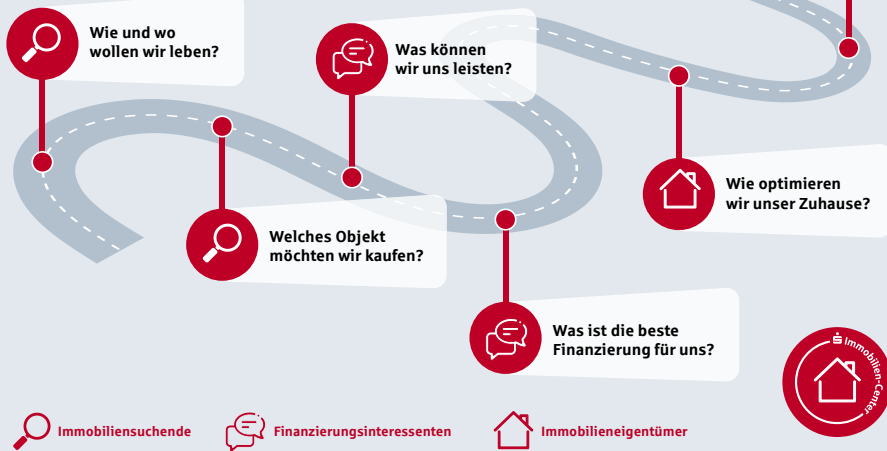 Wie und wo
wollen wir leben?
Welches Objekt
möchten wir kaufen?
Was können
wir uns leisten?
Was ist die beste
Finanzierung für uns?
Wie optimieren
wir unser Zuhause?
Immobilien-Center
Immobiliensuchende
Finanzierungsinteressenten
Immobilieneigentümer